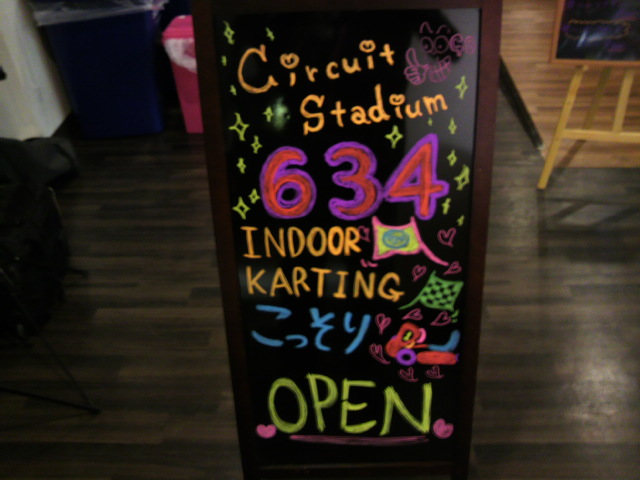 Circuit
Stadium
634
INDOOR
KARTING
こっそり
OPEN